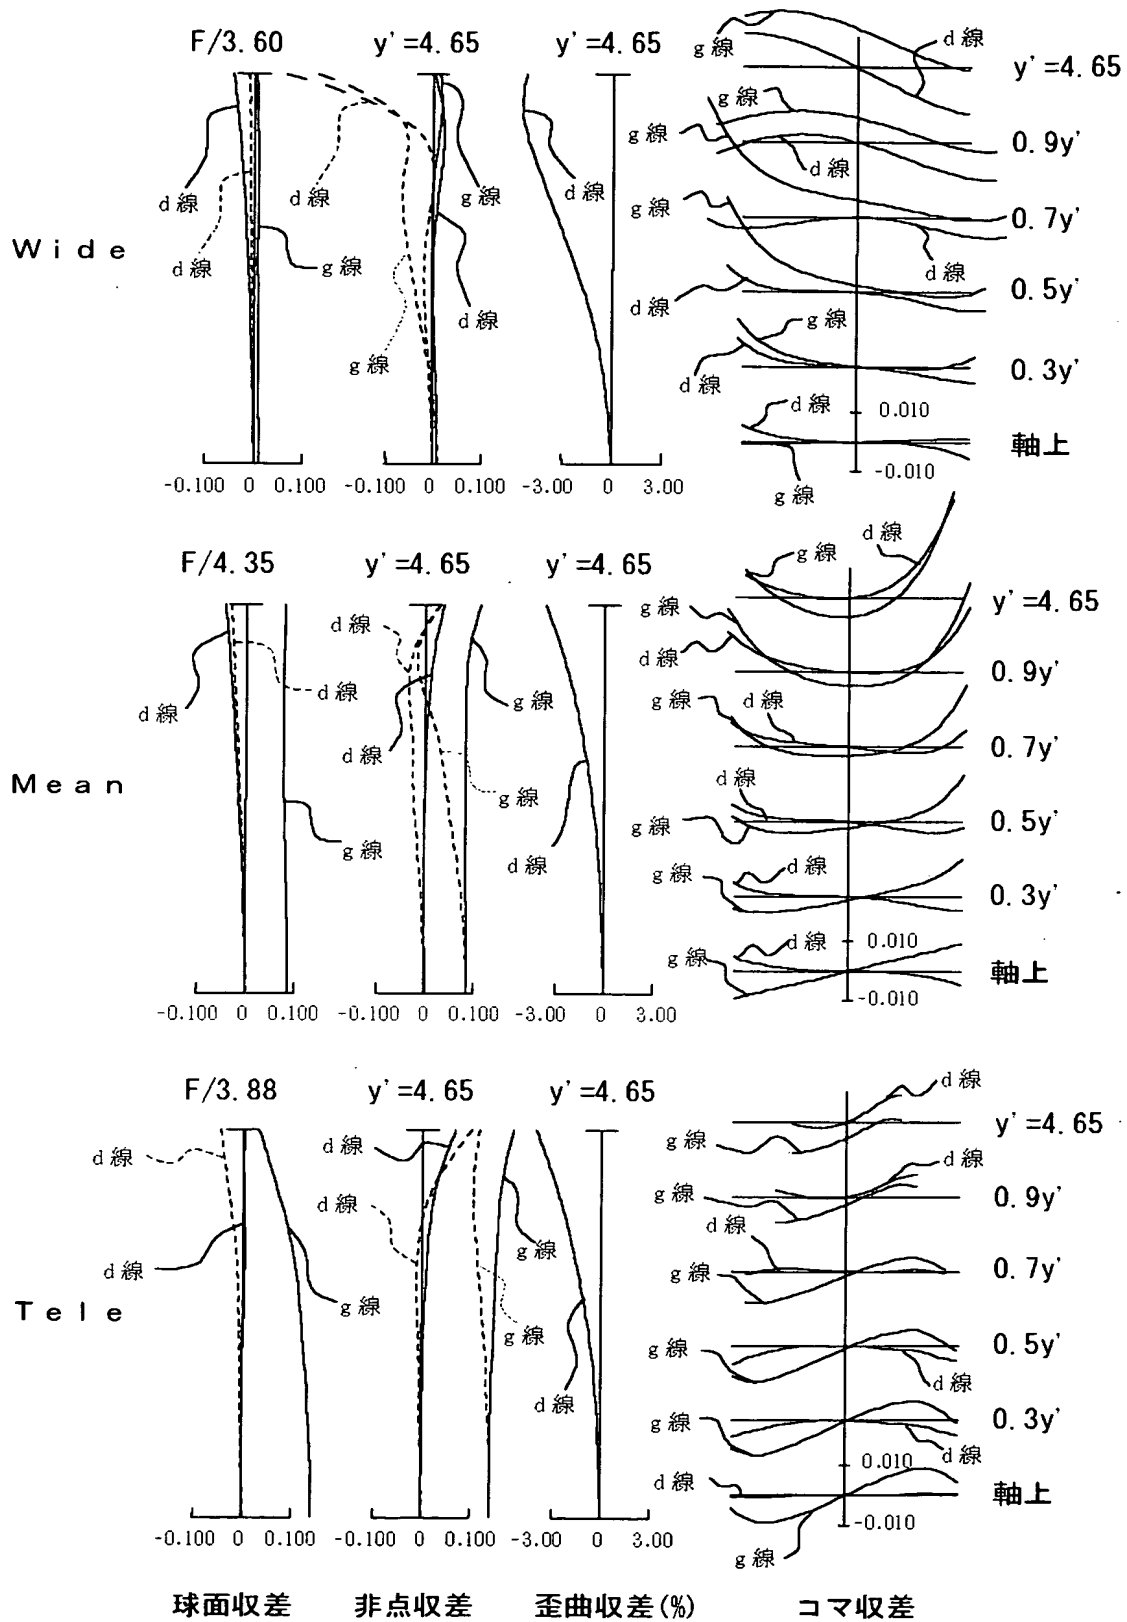 Wide
F/3.60
y'=4.65
y'=4.65
d線
d線
g線
d線
g線
d線
g線
d線
-0.100 0 0.100
-0.100 0 0.100
-3.00 0 3.00
g線
d線
y'=4.65
g線
g線
d線
0.9y'
g線
d線
0.7y'
d線
0.5y'
g線
d線
0.3y'
d線
0.010
g線
-0.010
軸上
Mean
F/4.35
y'=4.65
y'=4.65
d線
d線
g線
d線
d線
g線
g線
d線
-0.100 0 0.100
-0.100 0 0.100
-3.00 0 3.00
g線
d線
y'=4.65
g線
d線
0.9y'
g線
d線
0.7y'
d線
g線
0.5y'
g線
d線
0.3y'
g線
d線
0.010
-0.010
軸上
Tele
F/3.88
y'=4.65
y'=4.65
d線
d線
g線
d線
d線
g線
g線
d線
-0.100 0 0.100
-0.100 0 0.100
-3.00 0 3.00
d線
g線
y'=4.65
d線
g線
0.9y'
d線
g線
0.7y'
g線
d線
0.5y'
g線
d線
0.3y'
d線
0.010
g線
-0.010
軸上
球面収差
非点収差
歪曲収差(%)
コマ収差